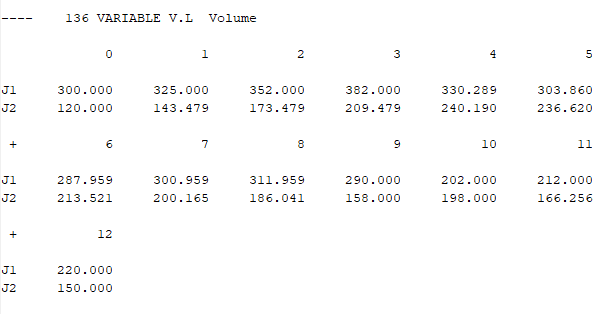 ----    136 VARIABLE V.L  Volume
0           1           2           3           4           5
J1     300.000     325.000     352.000     382.000     330.289     303.860
J2     120.000     143.479     173.479     209.479     240.190     236.620
+           6           7           8           9          10          11
J1     287.959     300.959     311.959     290.000     202.000     212.000
J2     213.521     200.165     186.041     158.000     198.000     166.256
+          12
J1     220.000
J2     150.000